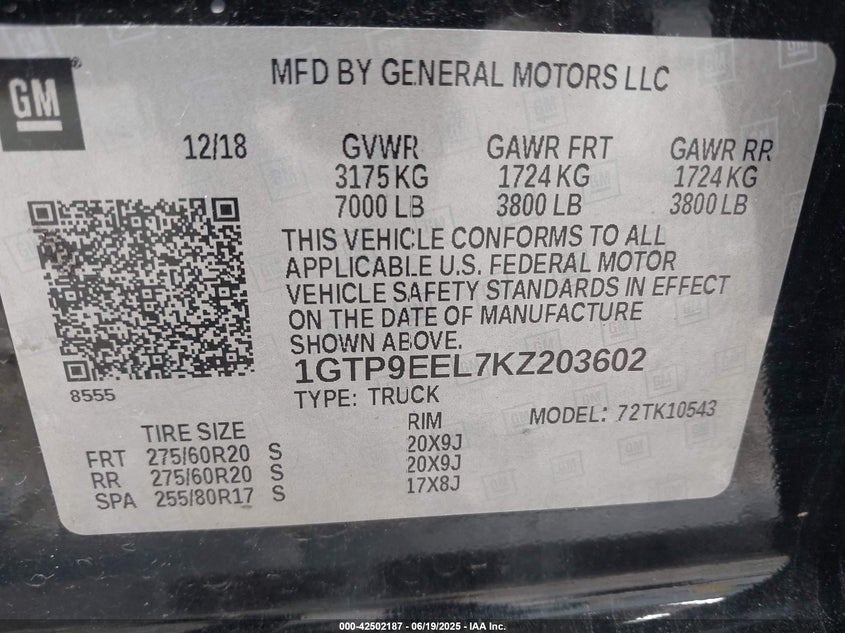 MFD BY GENERAL MOTORS LLC
GM
12/18 GVWR GAWR FRT GAWR RR
3175 KG 1724 KG 1724 KG
7000 LB 3800 LB 3800 LB
THIS VEHICLE CONFORMS TO ALL
APPLICABLE U.S. FEDERAL MOTOR
VEHICLE SAFETY STANDARDS IN EFFECT
ON THE DATE OF MANUFACTURE
SHOWN ABOVE.
1GTP9EEL7KZ203602
8555
TYPE: TRUCK
MODEL: 72TK10543
TIRE SIZE RIM
FRT 275/60R20 S 20X9J
RR 275/60R20 S 20X9J
SPA 255/80R17 S 17X8J
000-42502187 - 06/19/2025 - IAA Inc.